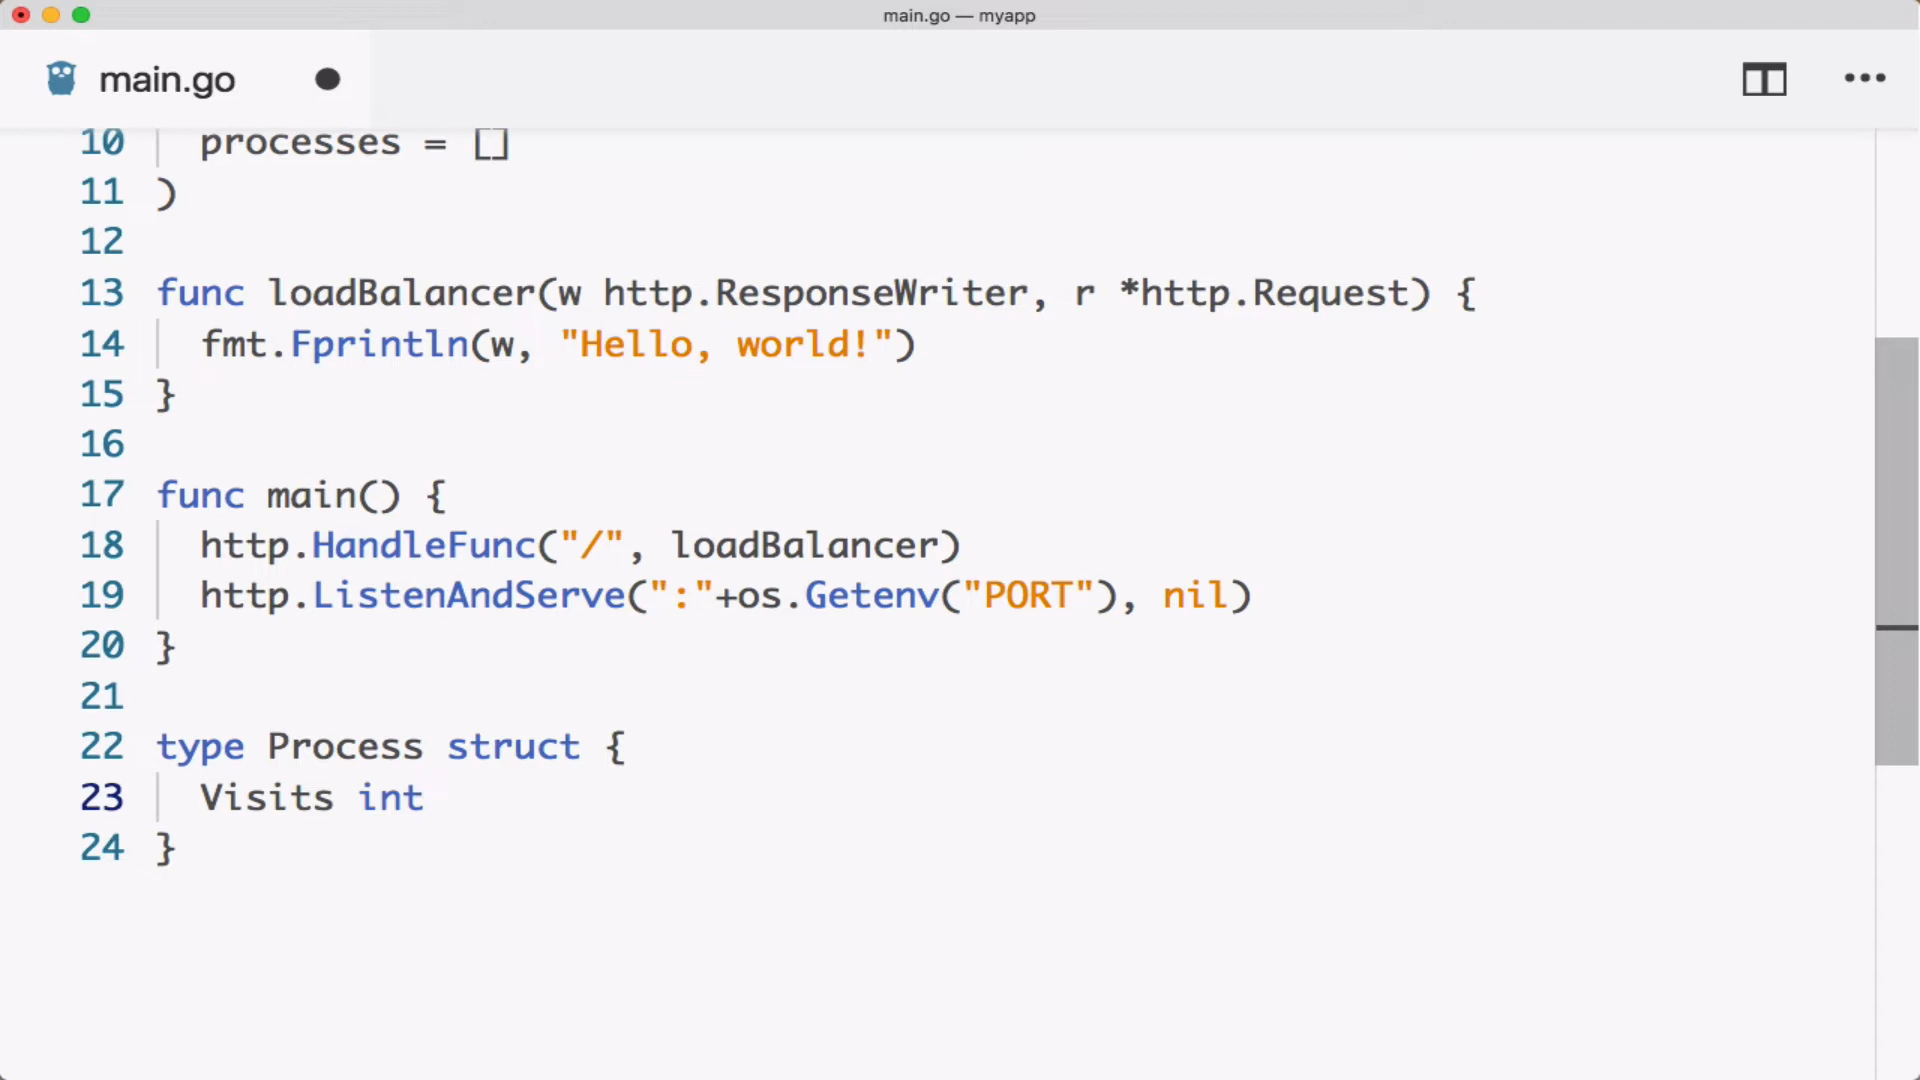 main.go — myapp
main.go
10 processes = []
11 )
12
13 func loadBalancer(w http.ResponseWriter, r *http.Request) {
14 fmt.Fprintln(w, "Hello, world!")
15 }
16
17 func main() {
18 http.HandleFunc("/", loadBalancer)
19 http.ListenAndServe(":"+os.Getenv("PORT"), nil)
20 }
21
22 type Process struct {
23 Visits int
24 }